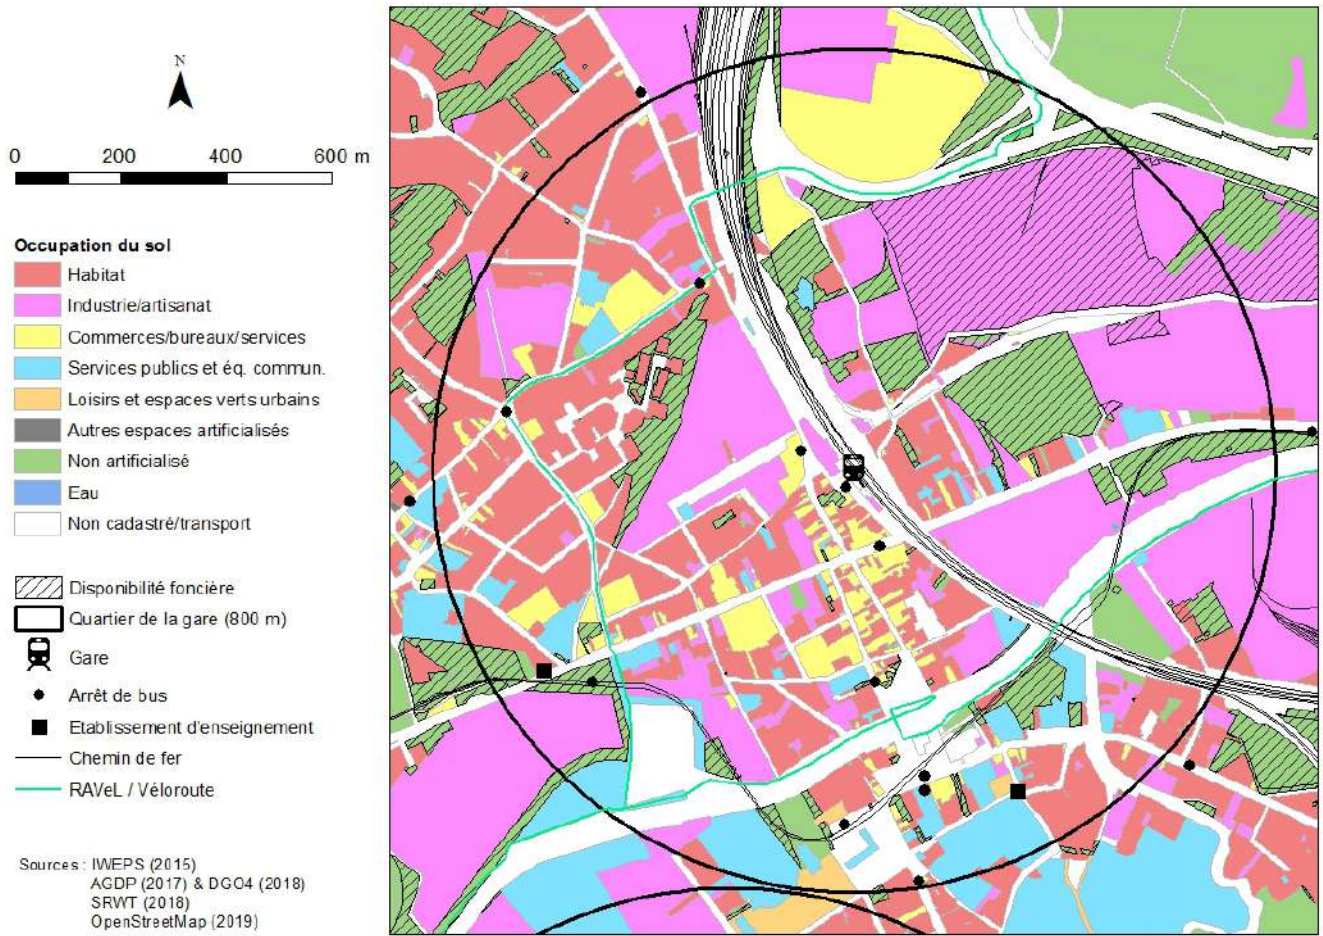 N
0 200 400 600 m
Occupation du sol
Habitat
Industrie/artisanat
Commerces/bureaux/services
Services publics et éq. commun.
Loisirs et espaces verts urbains
Autres espaces artificialisés
Non artificialisé
Eau
Non cadastré/transport
Disponibilité foncière
Quartier de la gare (800 m)
Gare
Arrêt de bus
Etablissement d'enseignement
Chemin de fer
RAVeL / Véloroute
Sources : IWEPS (2015)
AGDP (2017) & DGO4 (2018)
SRWT (2018)
OpenStreetMap (2019)